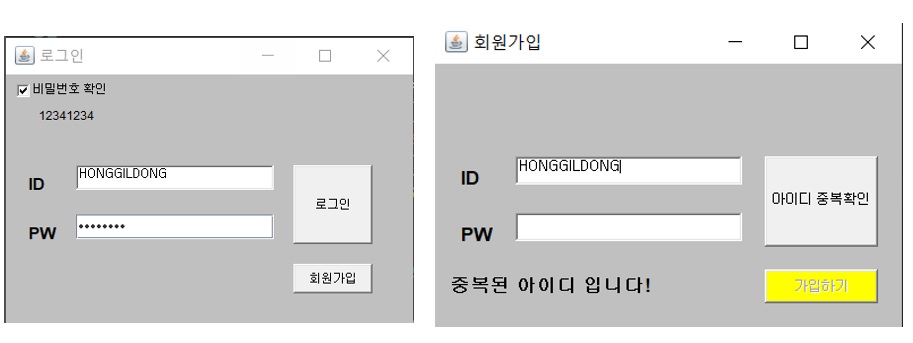 로그인
비밀번호 확인
12341234
ID
HONGGILDONG
PW
••••••••
로그인
회원가입
회원가입
ID
HONGGILDONG
아이디 중복확인
PW
중복된 아이디 입니다!
가입하기